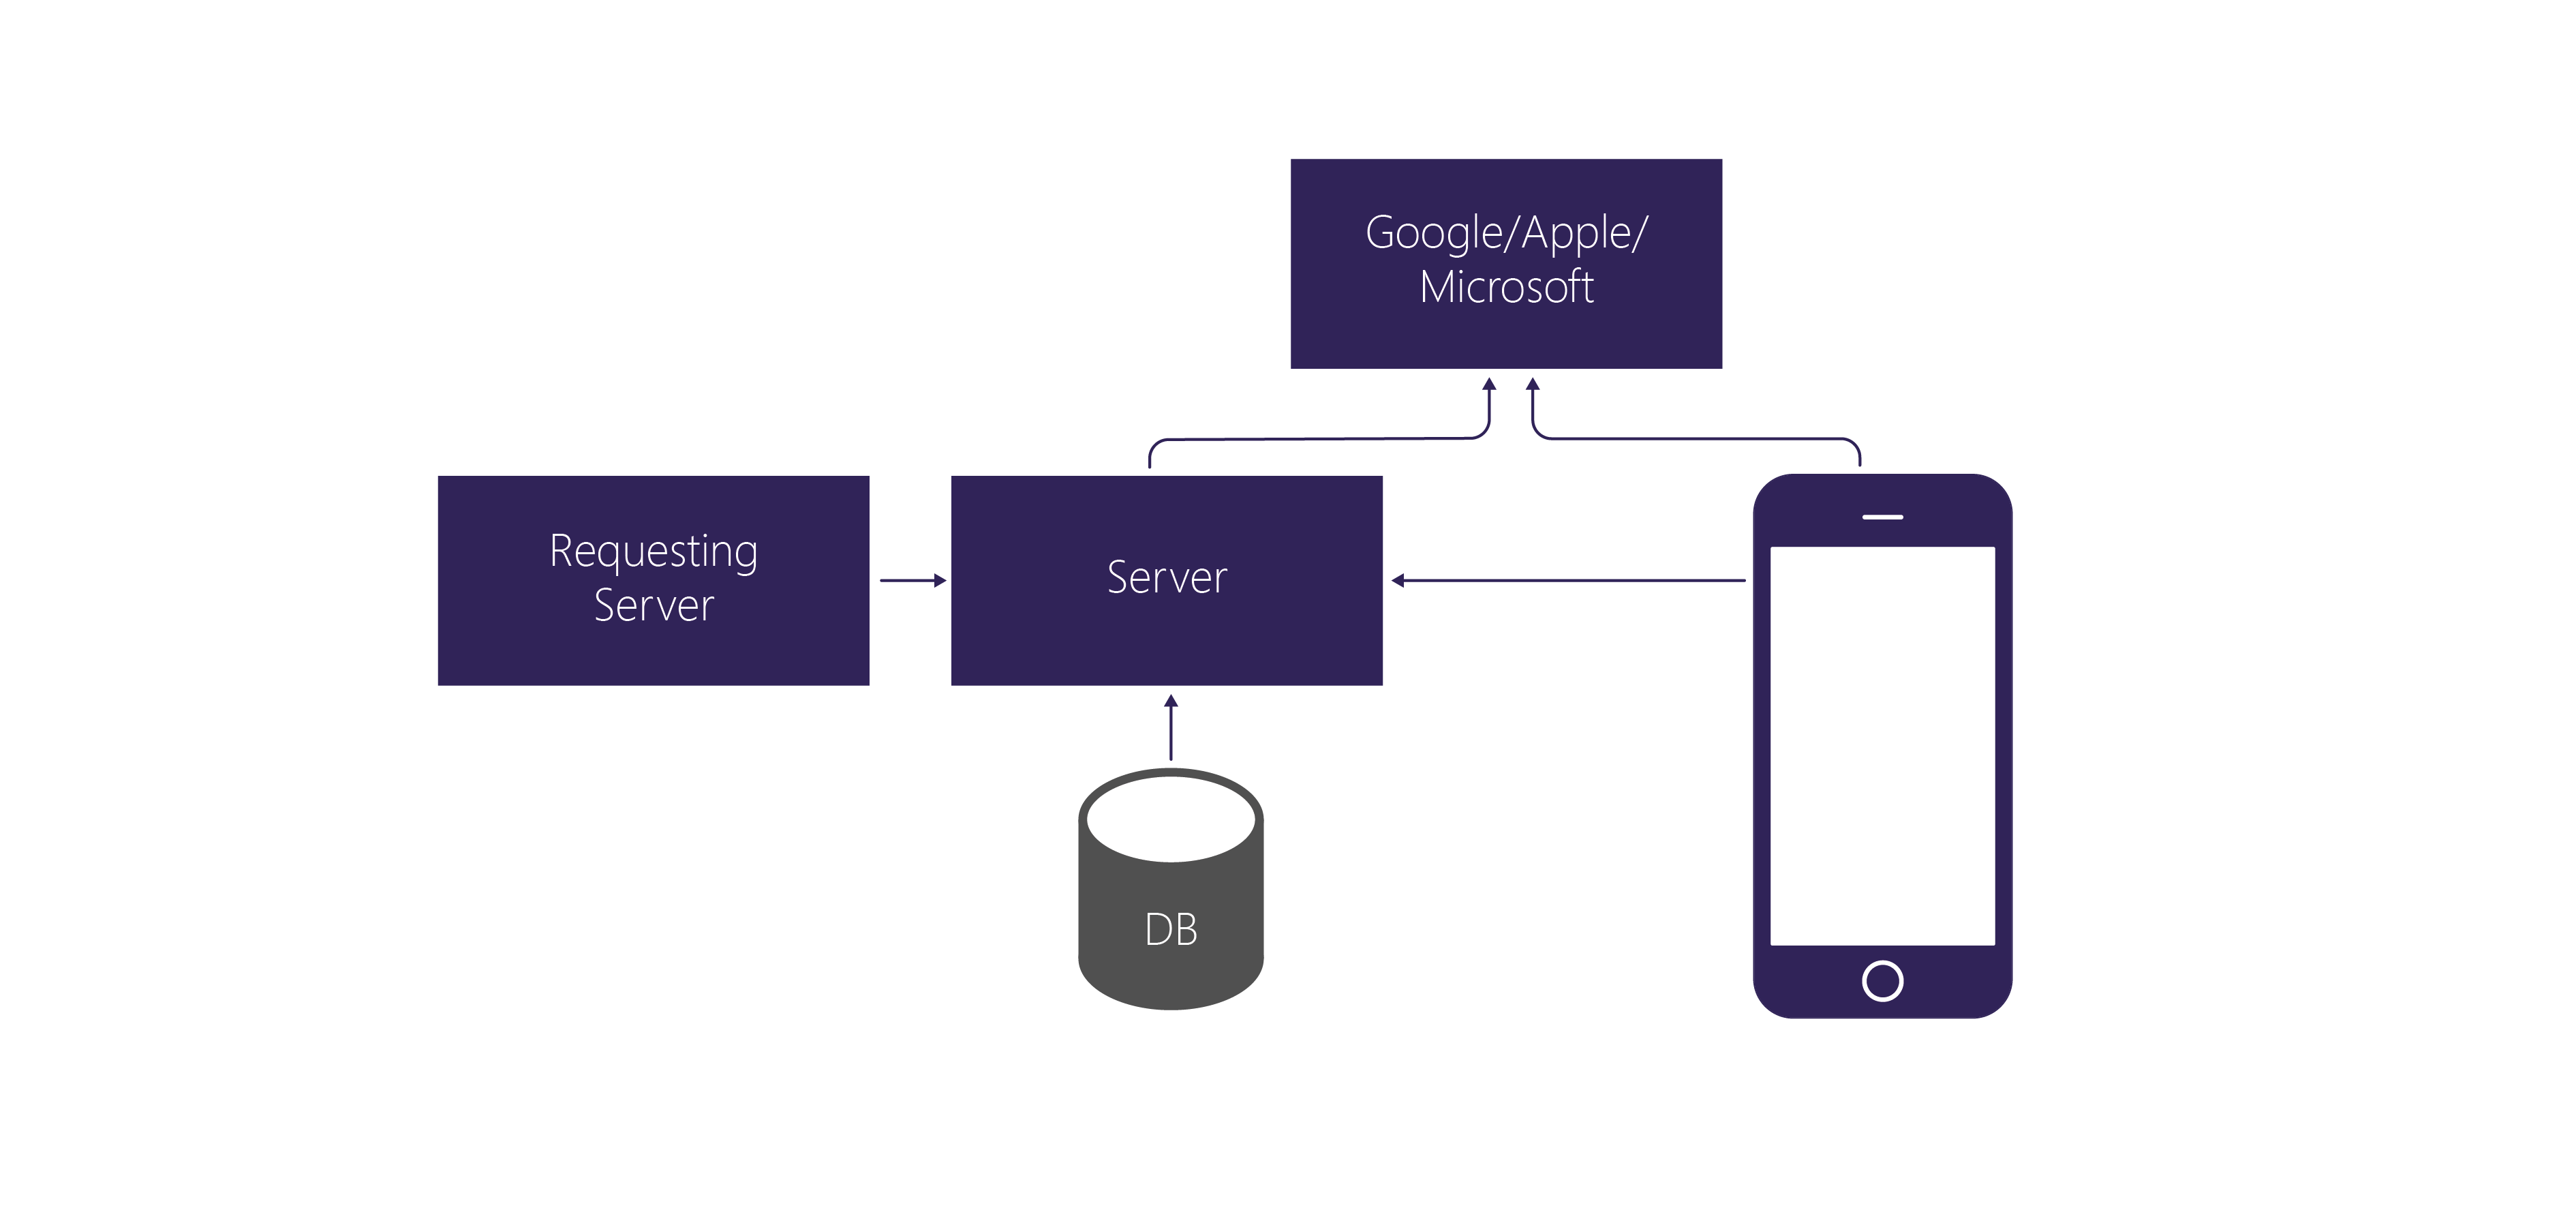 Google/Apple/
Microsoft
Requesting
Server
Server
DB